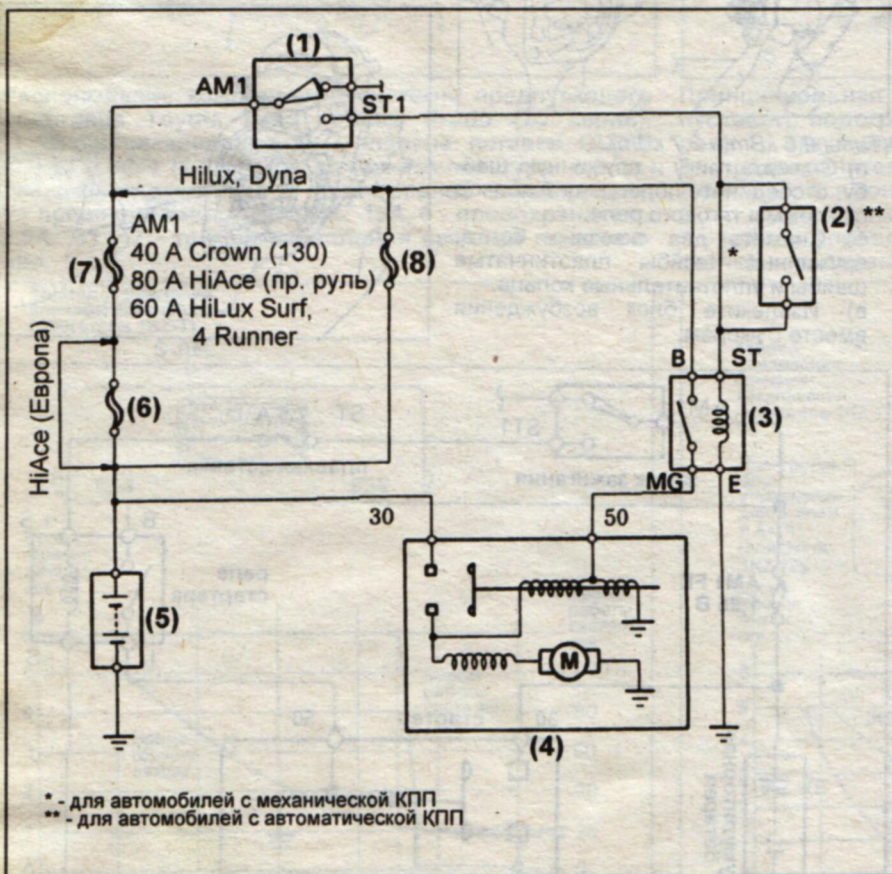 (1)
AM1
ST1
Hilux, Dyna
(2) **
*
AM1
40 A Crown (130)
(7)
(8)
80 A HiAce (пр. руль)
60 A HiLux Surf,
4 Runner
B
ST
HiAce (Европа)
(6)
(3)
MG
E
30
50
(5)
M
(4)
* - для автомобилей с механической КПП
** - для автомобилей с автоматической КПП